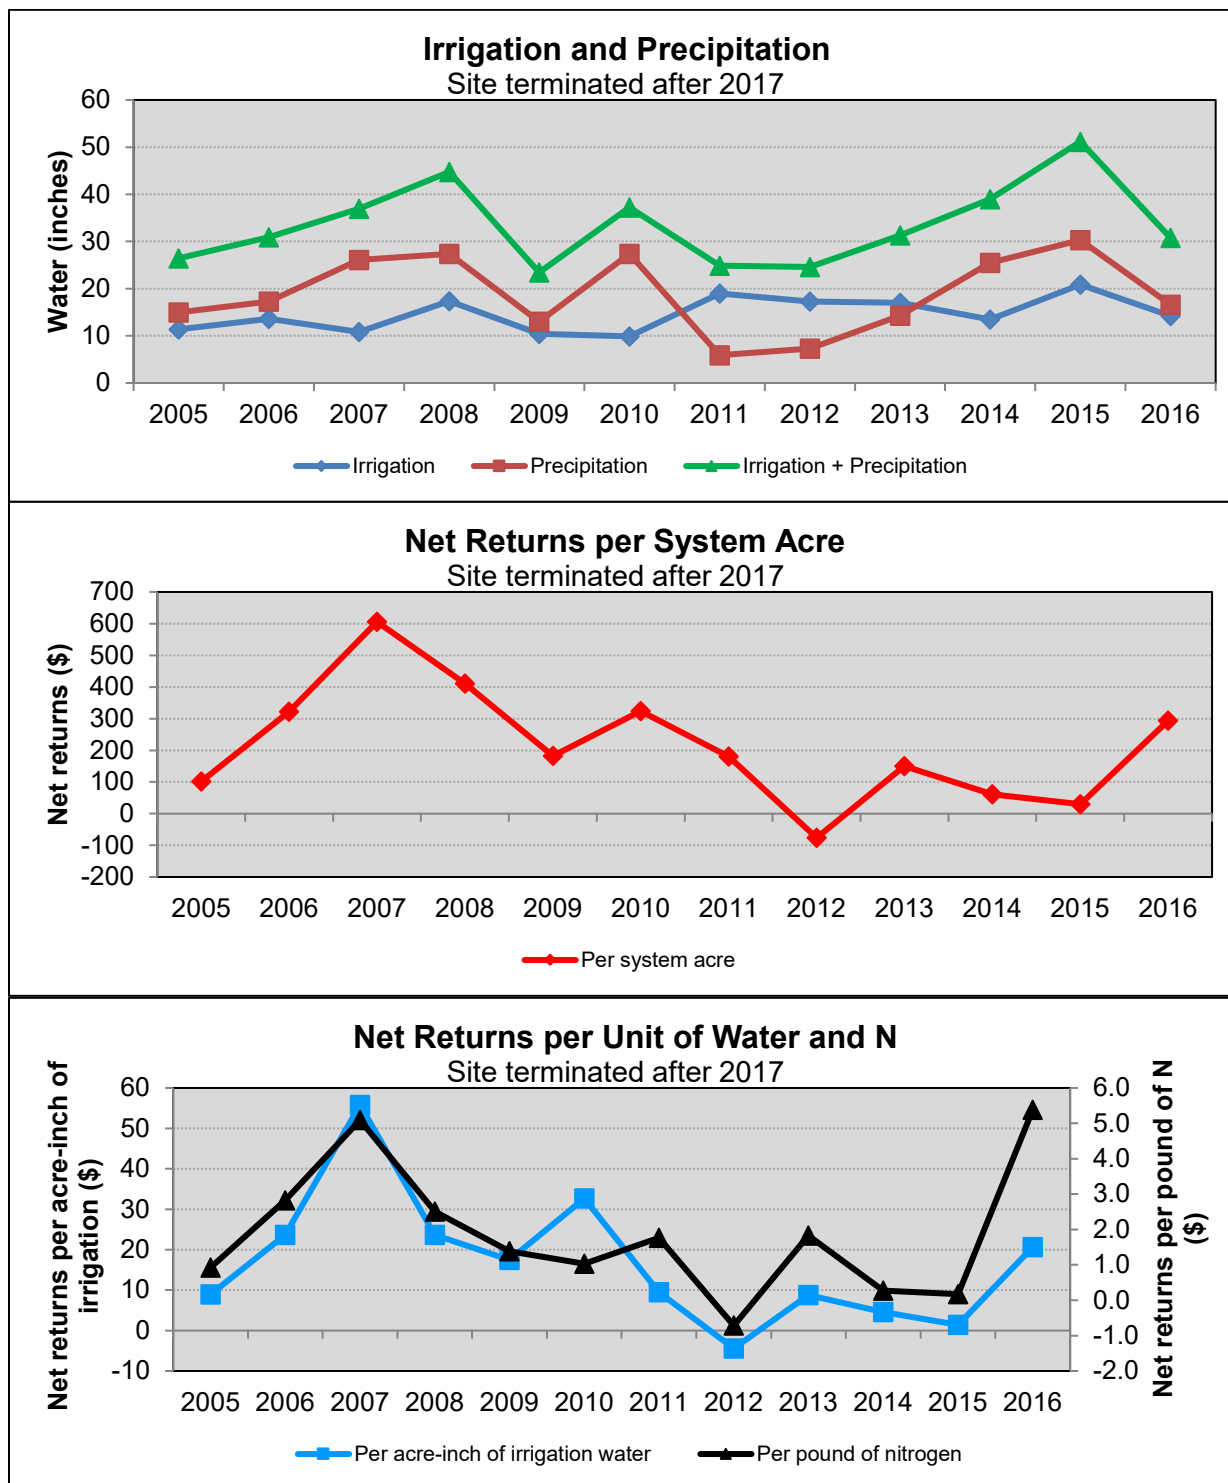 Irrigation and Precipitation
Site terminated after 2017
Water (inches)
60
50
40
30
20
10
0
2005 2006 2007 2008 2009 2010 2011 2012 2013 2014 2015 2016
Irrigation Precipitation Irrigation + Precipitation
Net Returns per System Acre
Site terminated after 2017
Net returns ($)
700
600
500
400
300
200
100
0
-100
-200
2005 2006 2007 2008 2009 2010 2011 2012 2013 2014 2015 2016
Per system acre
Net Returns per Unit of Water and N
Site terminated after 2017
Net returns per acre-inch of
irrigation ($)
60
50
40
30
20
10
0
-10
6.0
5.0
4.0
3.0
2.0
1.0
0.0
-1.0
-2.0
Net returns per pound of N
($)
2005 2006 2007 2008 2009 2010 2011 2012 2013 2014 2015 2016
Per acre-inch of irrigation water Per pound of nitrogen